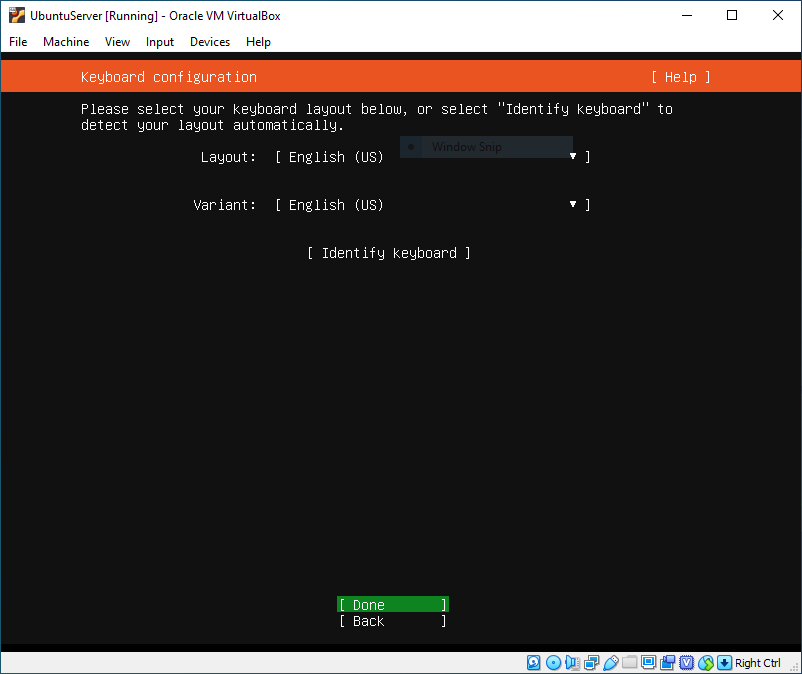 UbuntuServer [Running] - Oracle VM VirtualBox
File Machine View Input Devices Help
Keyboard configuration [ Help ]
Please select your keyboard layout below, or select "Identify keyboard" to
detect your layout automatically.
Window Snip
Layout: [ English (US) ▾ ]
Variant: [ English (US) ▾ ]
[ Identify keyboard ]
[ Done ]
[ Back ]
Right Ctrl